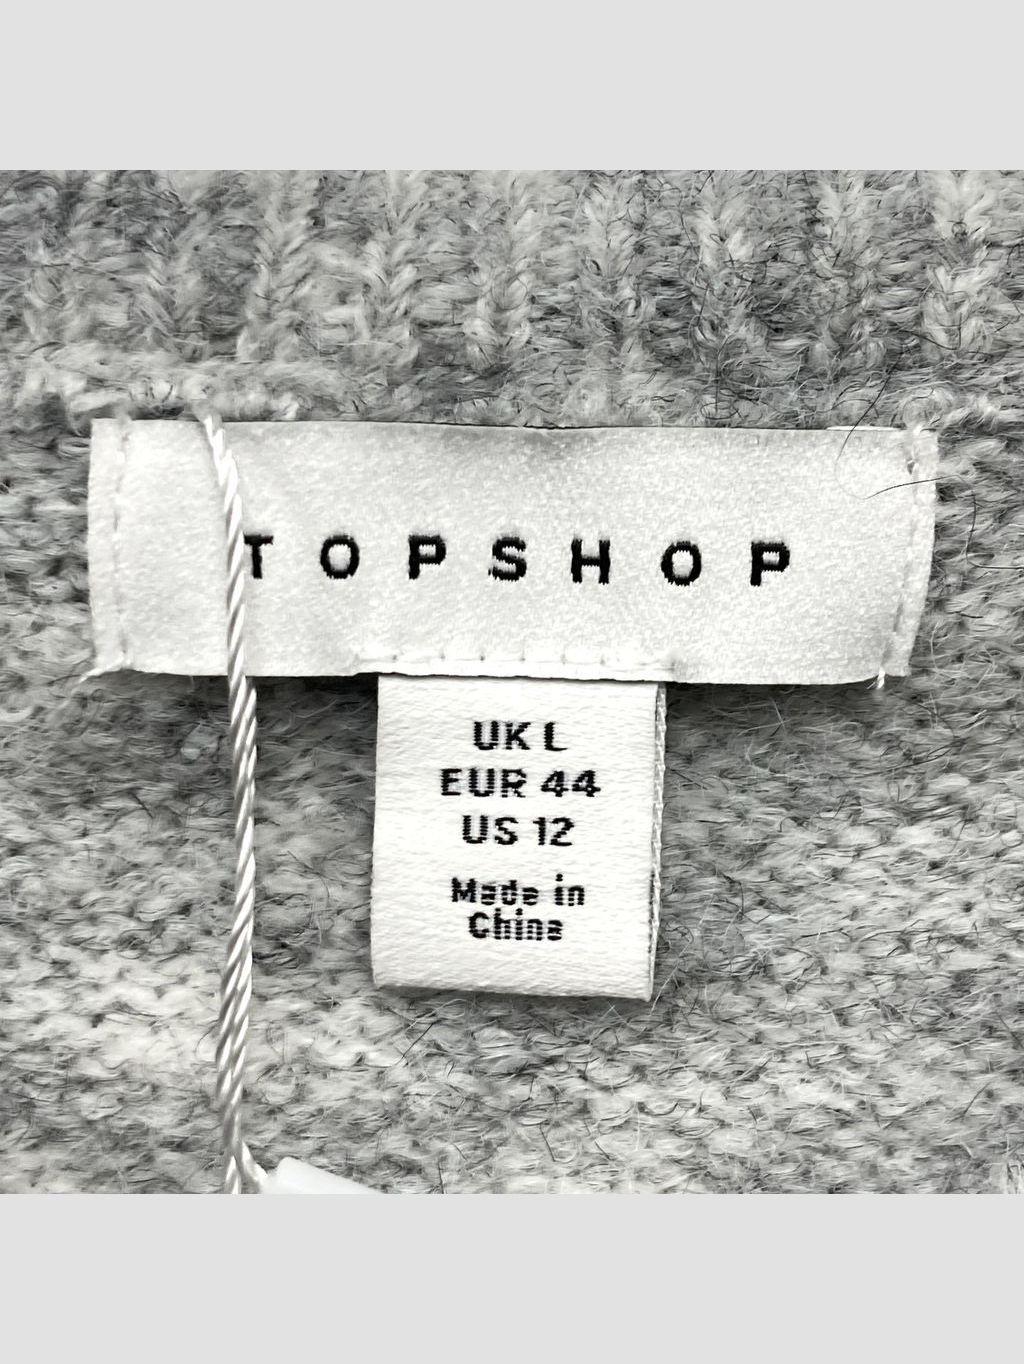 TOPSHOP
UK L
EUR 44
US 12
Made in
China